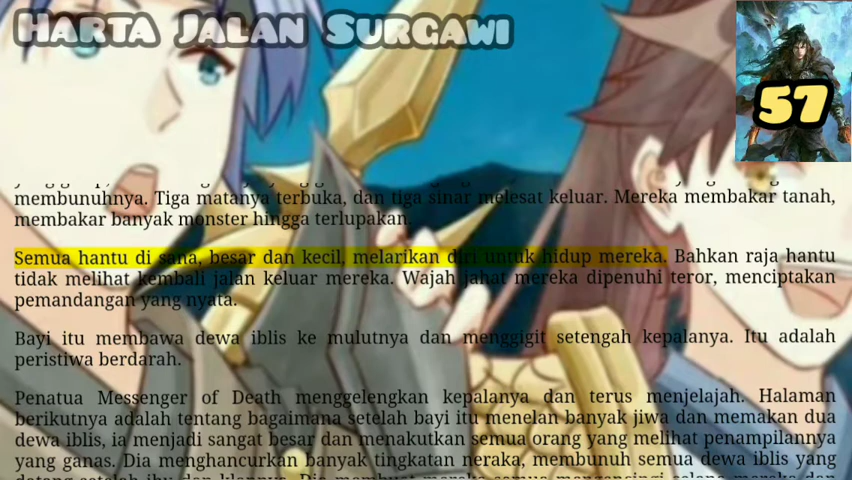 HARTA JALAN SURGAWI
57
membunuhnya. Tiga matanya terbuka, dan tiga sinar melesat keluar. Mereka membakar tanah,
membakar banyak monster hingga terlupakan.
Semua hantu di sana, besar dan kecil, melarikan diri untuk hidup mereka. Bahkan raja hantu
tidak melihat kembali jalan keluar mereka. Wajah jahat mereka dipenuhi teror, menciptakan
pemandangan yang nyata.
Bayi itu membawa dewa iblis ke mulutnya dan menggigit setengah kepalanya. Itu adalah
peristiwa berdarah.
Penatua Messenger of Death menggelengkan kepalanya dan terus menjelajah. Halaman
berikutnya adalah tentang bagaimana setelah bayi itu menelan banyak jiwa dan memakan dua
dewa iblis, ia menjadi sangat besar dan menakutkan semua orang yang melihat penampilannya
yang ganas. Dia menghancurkan banyak tingkatan neraka, membunuh semua dewa iblis yang